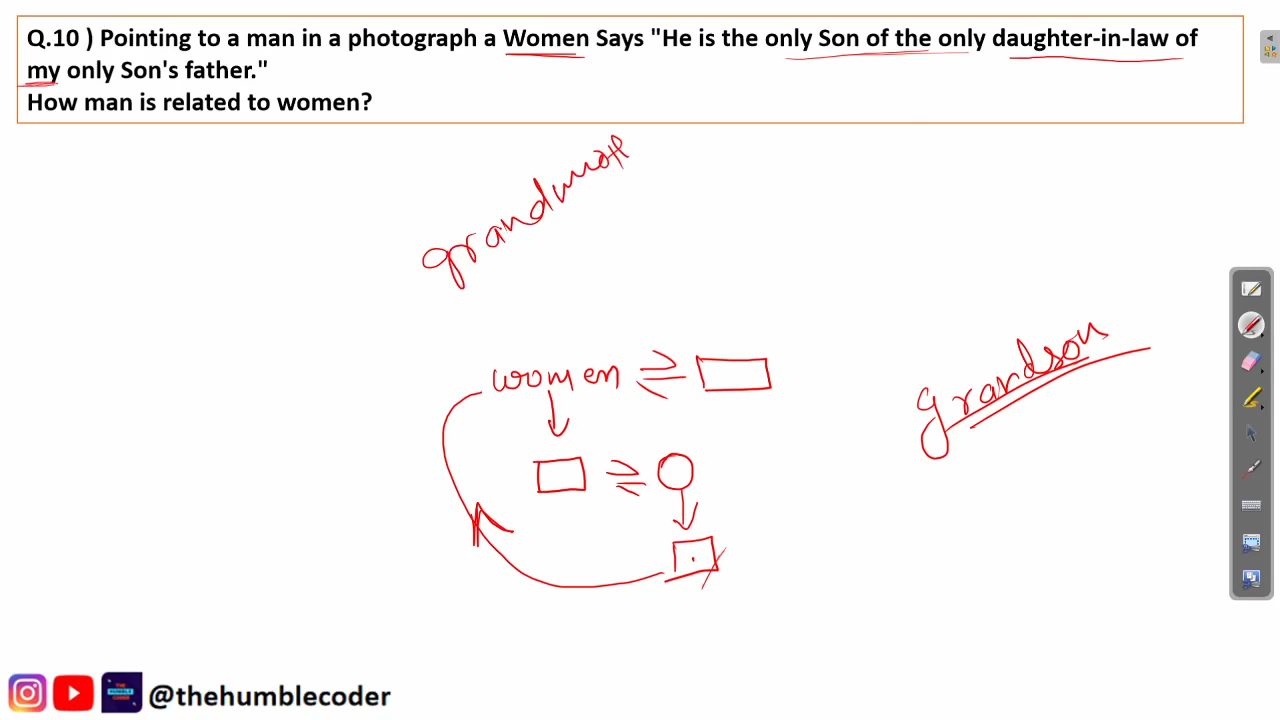 Q.10 ) Pointing to a man in a photograph a Women Says "He is the only Son of the only daughter-in-law of
my only Son's father."
How man is related to women?
grandson
women
@thehumblecoder